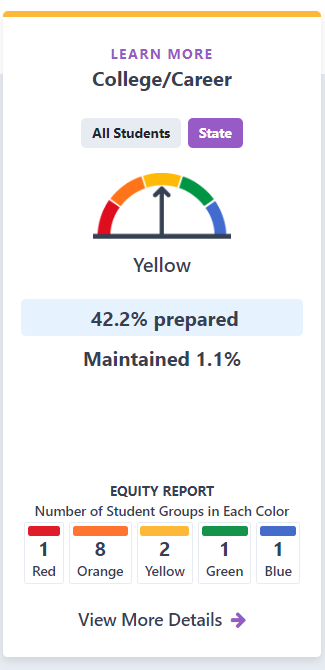 LEARN MORE
College/Career
All Students State
Yellow
42.2% prepared
Maintained 1.1%
EQUITY REPORT
Number of Student Groups in Each Color
1 8 2 1 1
Red Orange Yellow Green Blue
View More Details